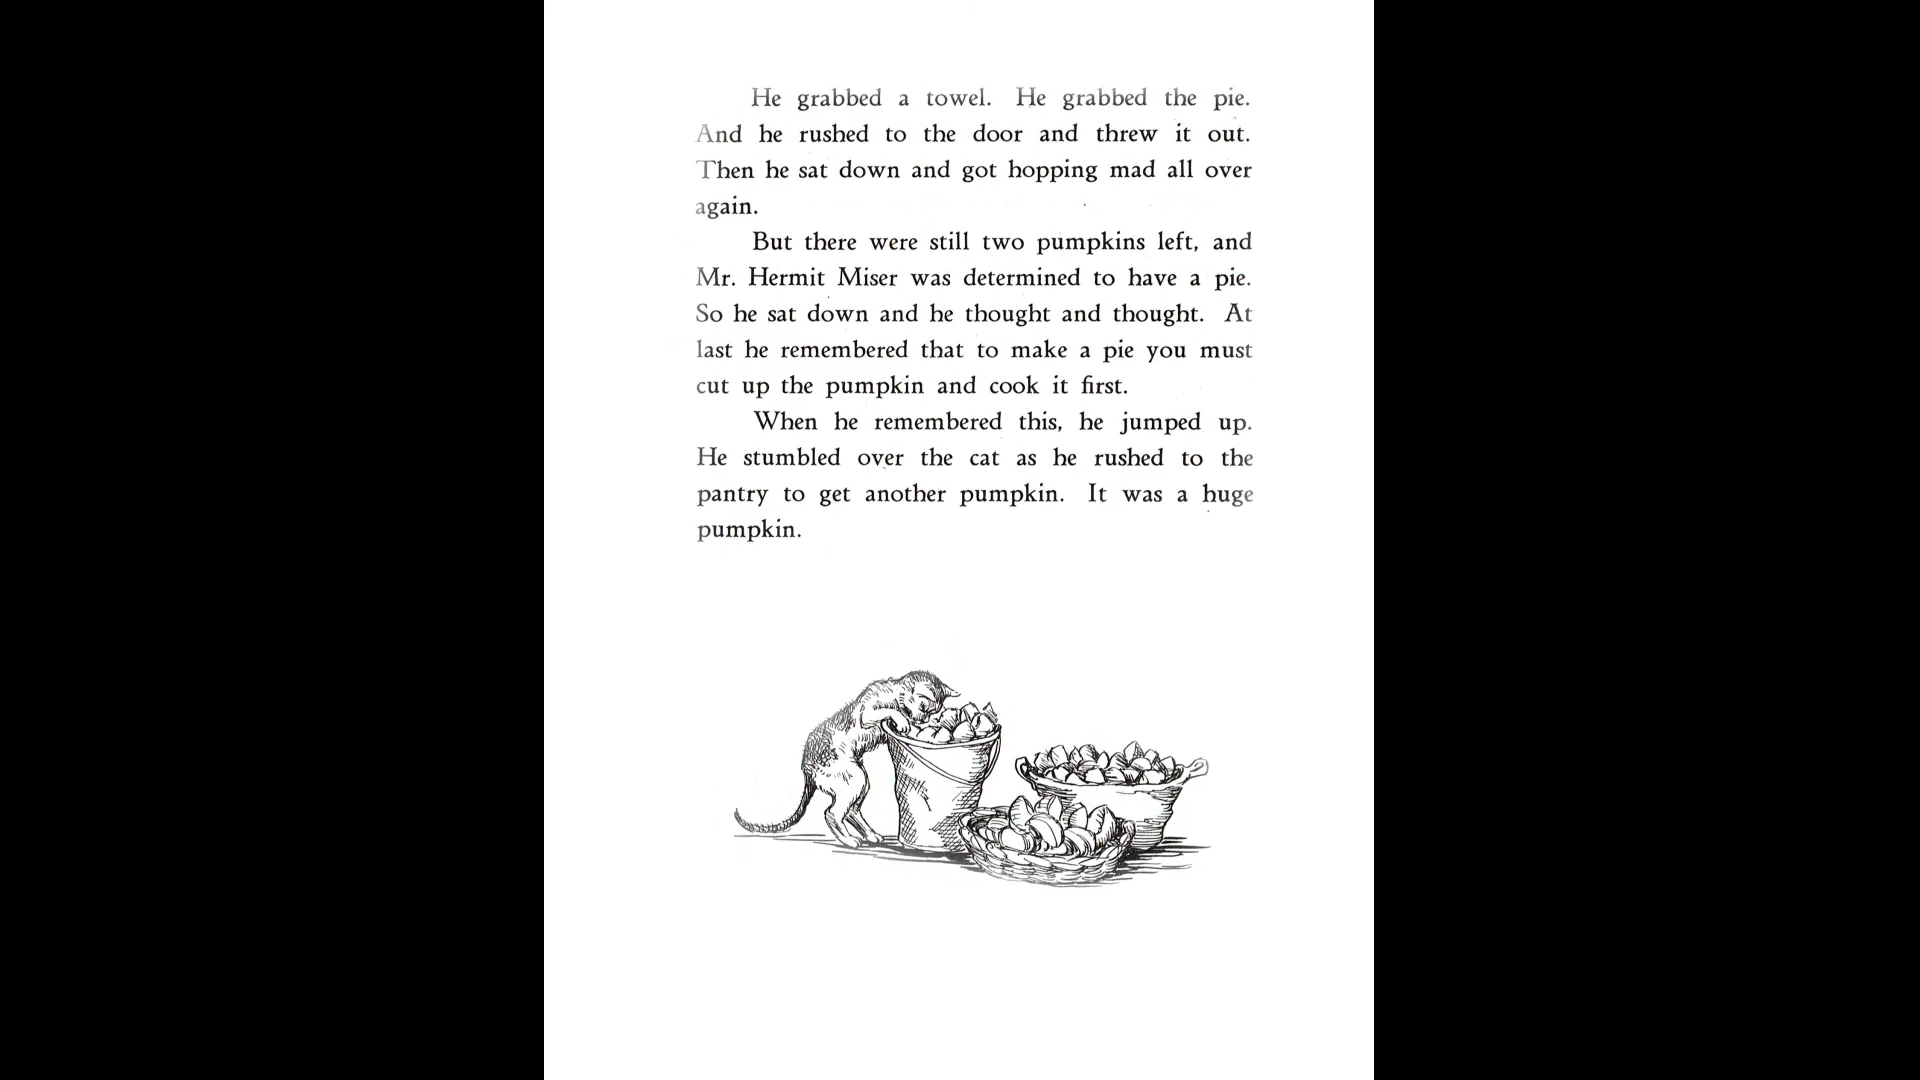 He grabbed a towel. He grabbed the pie.
And he rushed to the door and threw it out.
Then he sat down and got hopping mad all over
again.
But there were still two pumpkins left, and
Mr. Hermit Miser was determined to have a pie.
So he sat down and he thought and thought. At
last he remembered that to make a pie you must
cut up the pumpkin and cook it first.
When he remembered this, he jumped up.
He stumbled over the cat as he rushed to the
pantry to get another pumpkin. It was a huge
pumpkin.